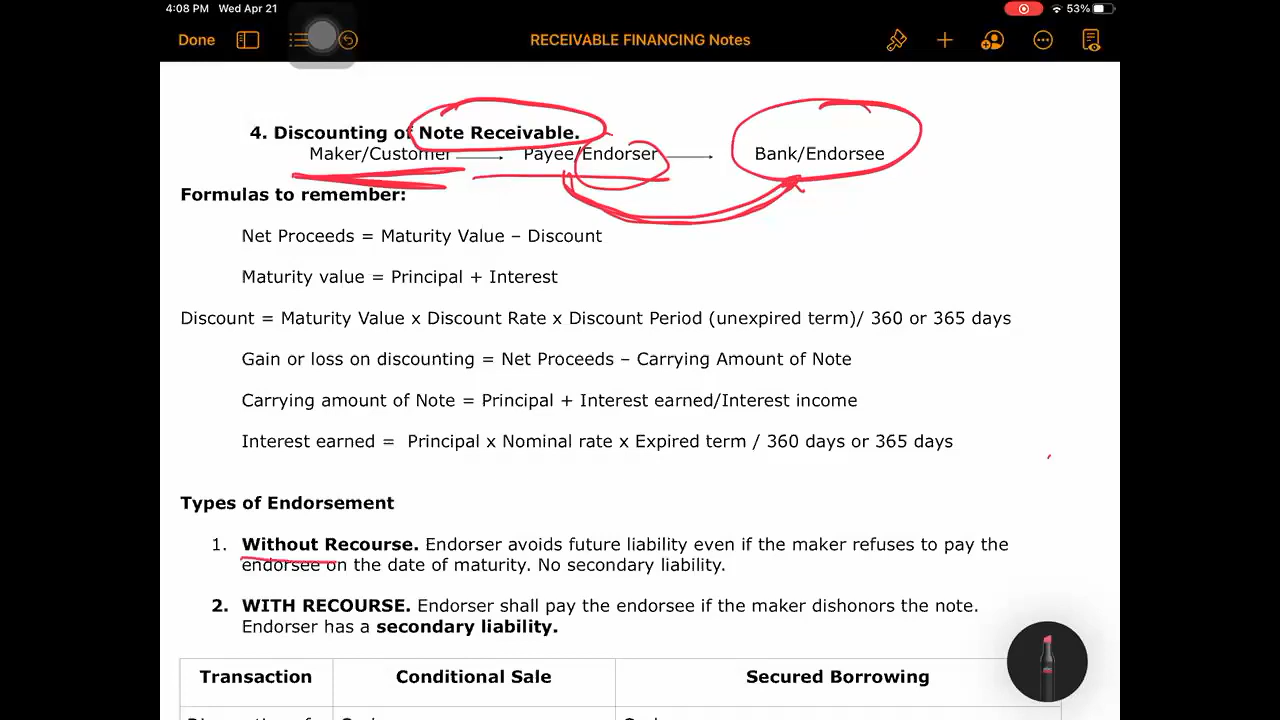 4:08 PM Wed Apr 21
53%
Done
RECEIVABLE FINANCING Notes
4. Discounting of Note Receivable.
Maker/Customer Payee/Endorser Bank/Endorsee
Formulas to remember:
Net Proceeds = Maturity Value – Discount
Maturity value = Principal + Interest
Discount = Maturity Value x Discount Rate x Discount Period (unexpired term)/ 360 or 365 days
Gain or loss on discounting = Net Proceeds – Carrying Amount of Note
Carrying amount of Note = Principal + Interest earned/Interest income
Interest earned = Principal x Nominal rate x Expired term / 360 days or 365 days
Types of Endorsement
1. Without Recourse. Endorser avoids future liability even if the maker refuses to pay the
endorsee on the date of maturity. No secondary liability.
2. WITH RECOURSE. Endorser shall pay the endorsee if the maker dishonors the note.
Endorser has a secondary liability.
Transaction Conditional Sale Secured Borrowing